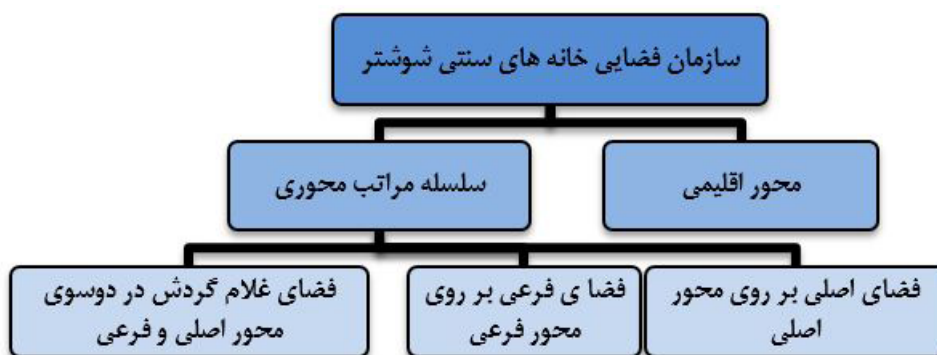 سازمان فضایی خانه های سنتی شوشتر
محور اقلیمی
سلسله مراتب محوری
فضای اصلی بر روی محور
اصلی
فضا ی فرعی بر روی
محور فرعی
فضای غلام گردش در دوسوی
محور اصلی و فرعی